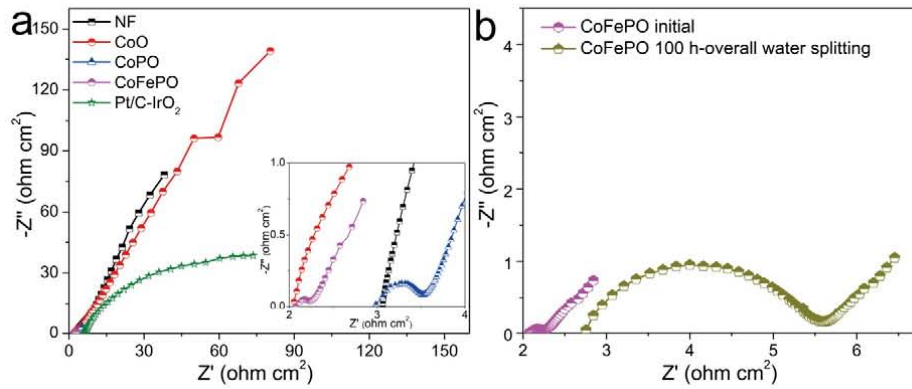 a
NF
CoO
CoPO
CoFePO
Pt/C-IrO₂
-Z'' (ohm cm²)
150
120
90
60
30
0
0 30 60 90 120 150
Z' (ohm cm²)
-Z'' (ohm cm²)
1.0
0.5
0.0
2 3 4
Z' (ohm cm²)
b
CoFePO initial
CoFePO 100 h-overall water splitting
-Z'' (ohm cm²)
4
3
2
1
0
2 3 4 5 6
Z' (ohm cm²)